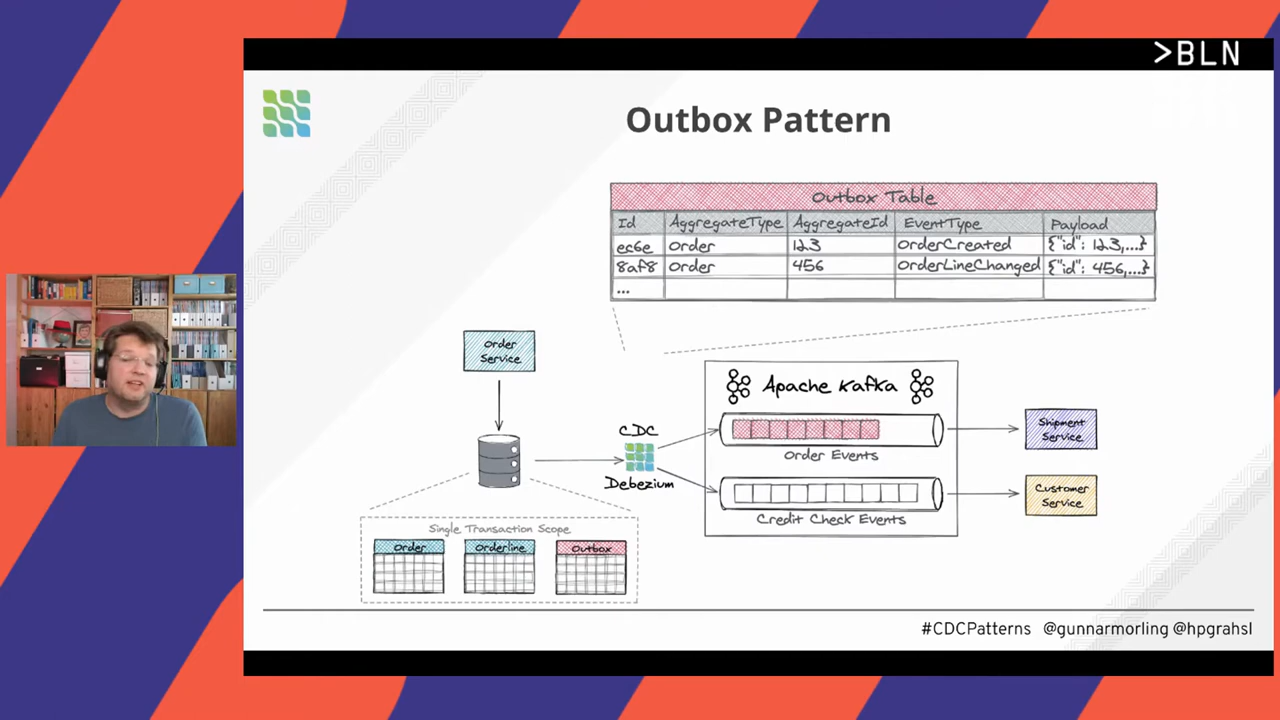 >BLN
Outbox Pattern
Outbox Table
Id AggregateType AggregateId EventType Payload
ec6e Order 123 OrderCreated {"id": 123,...}
8af8 Order 456 OrderLineChanged {"id": 456,...}
...
Order
Service
CDC
Debezium
Apache Kafka
Order Events
Credit Check Events
Shipment
Service
Customer
Service
Single Transaction Scope
Order Orderline Outbox
#CDCPatterns @gunnarmorling @hpgrahsl